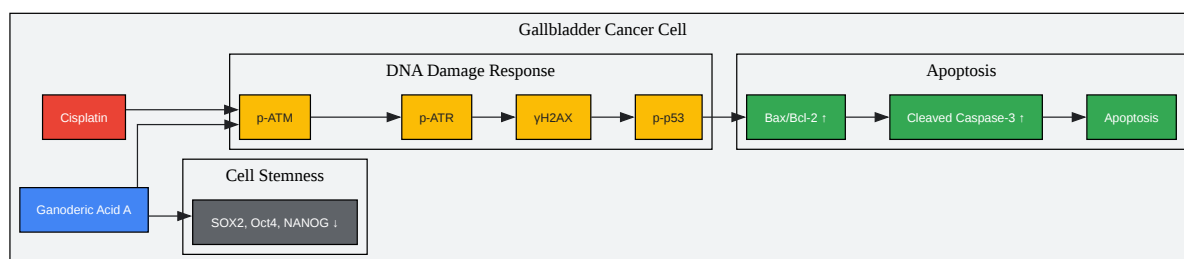 Gallbladder Cancer Cell
DNA Damage Response
Apoptosis
Cisplatin
p-ATM
p-ATR
γH2AX
p-p53
Bax/Bcl-2 ↑
Cleaved Caspase-3 ↑
Apoptosis
Cell Stemness
Ganoderic Acid A
SOX2, Oct4, NANOG ↓